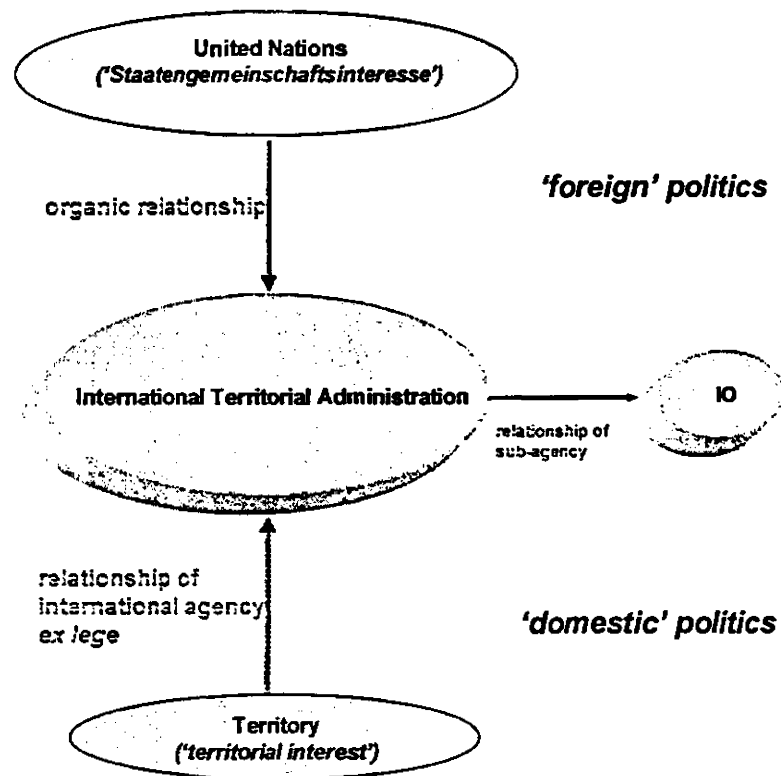 United Nations
('Staatengemeinschaftsinteresse')
'foreign' politics
organic relationship
International Territorial Administration
IO
relationship of
sub-agency
relationship of
international agency
ex lege
'domestic' politics
Territory
('territorial interest')